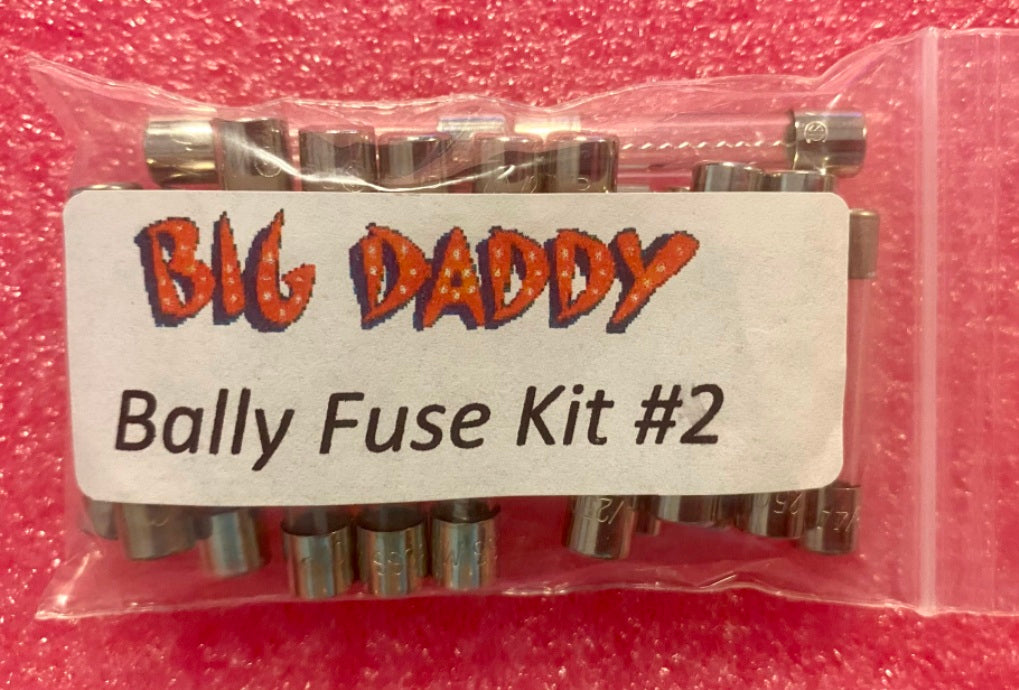 BIG DADDY
Bally Fuse Kit #2